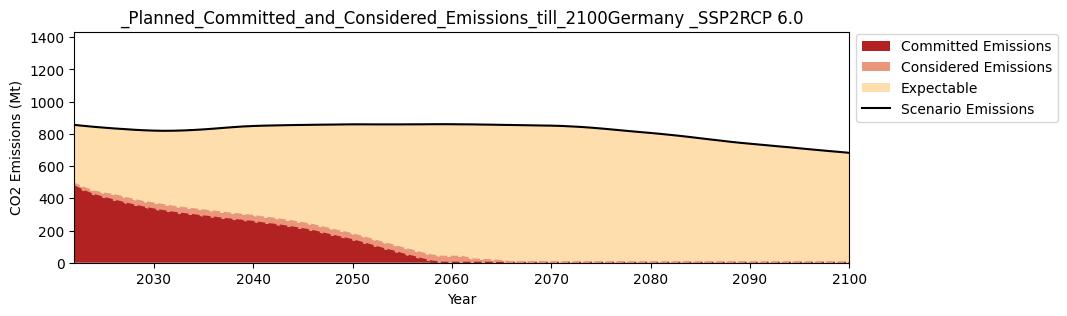 _Planned_Committed_and_Considered_Emissions_till_2100Germany _SSP2RCP 6.0
1400
1200
1000
800
600
400
200
0
CO2 Emissions (Mt)
2030 2040 2050 2060 2070 2080 2090 2100
Year
Committed Emissions
Considered Emissions
Expectable
Scenario Emissions